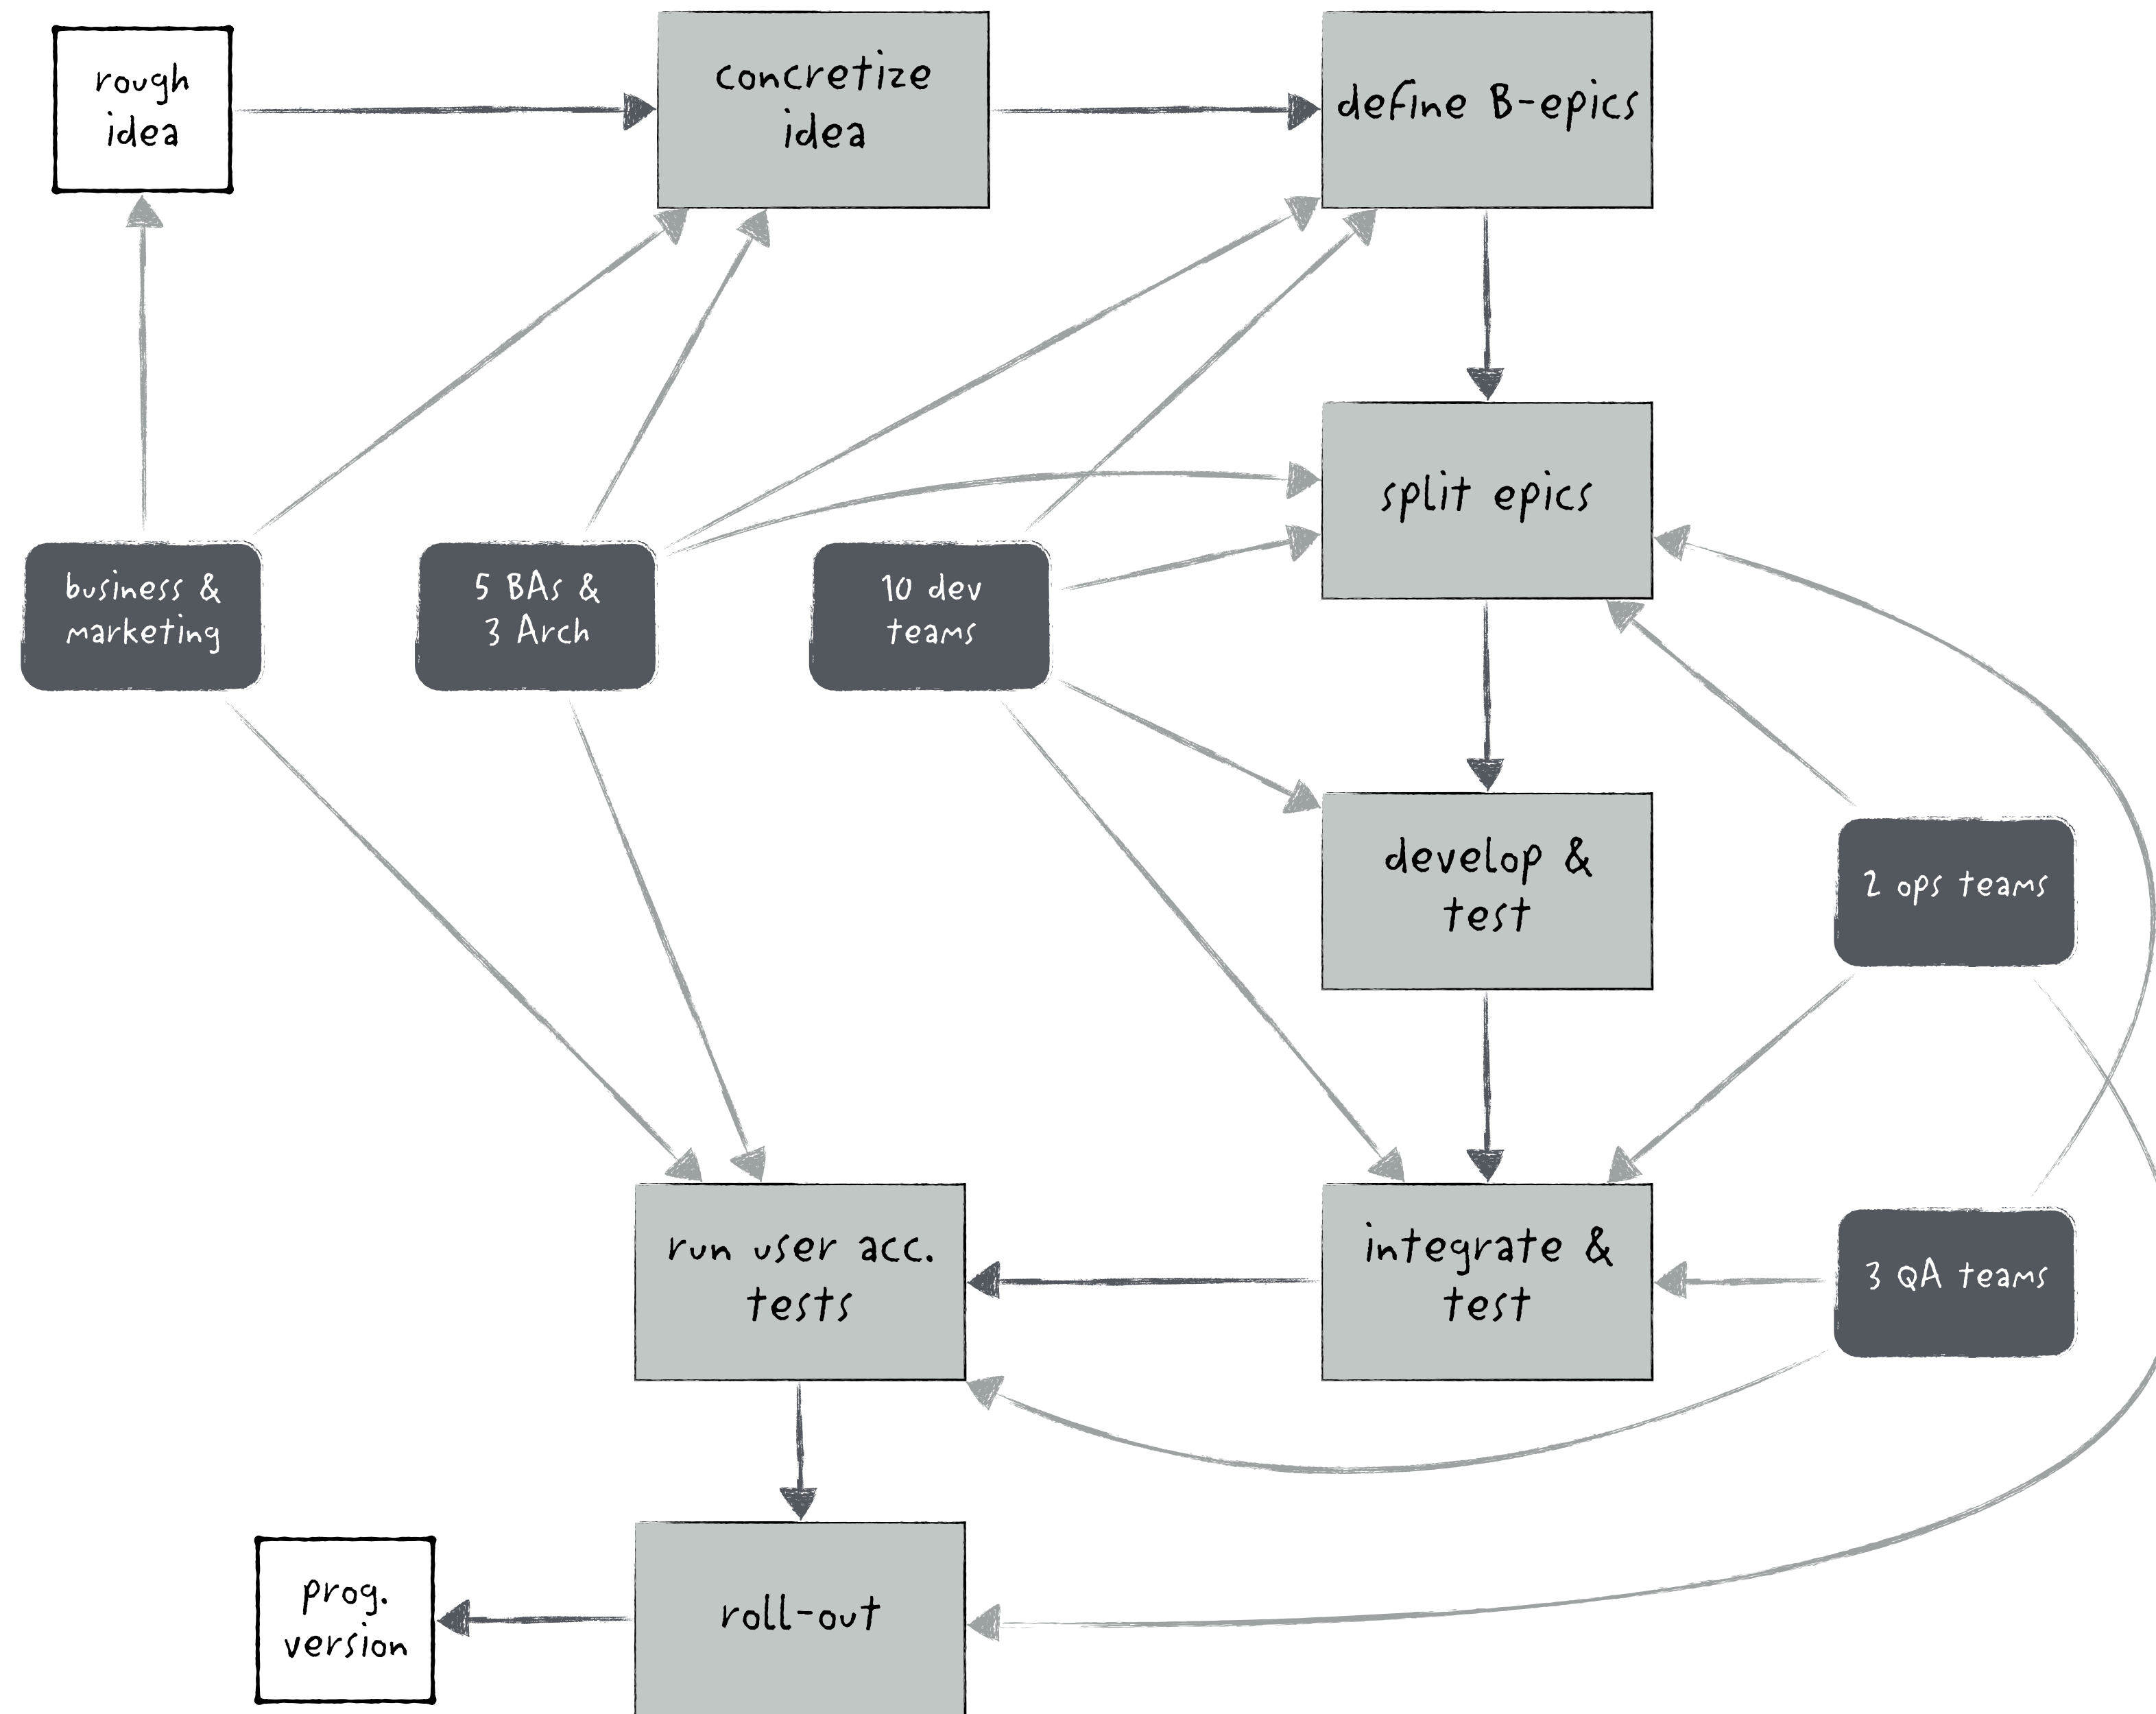 rough
idea
concretize
idea
define B-epics
split epics
business &
marketing
5 BAs &
3 Arch
10 dev
teams
develop &
test
2 ops teams
run user acc.
tests
integrate &
test
3 QA teams
prog.
version
roll-out